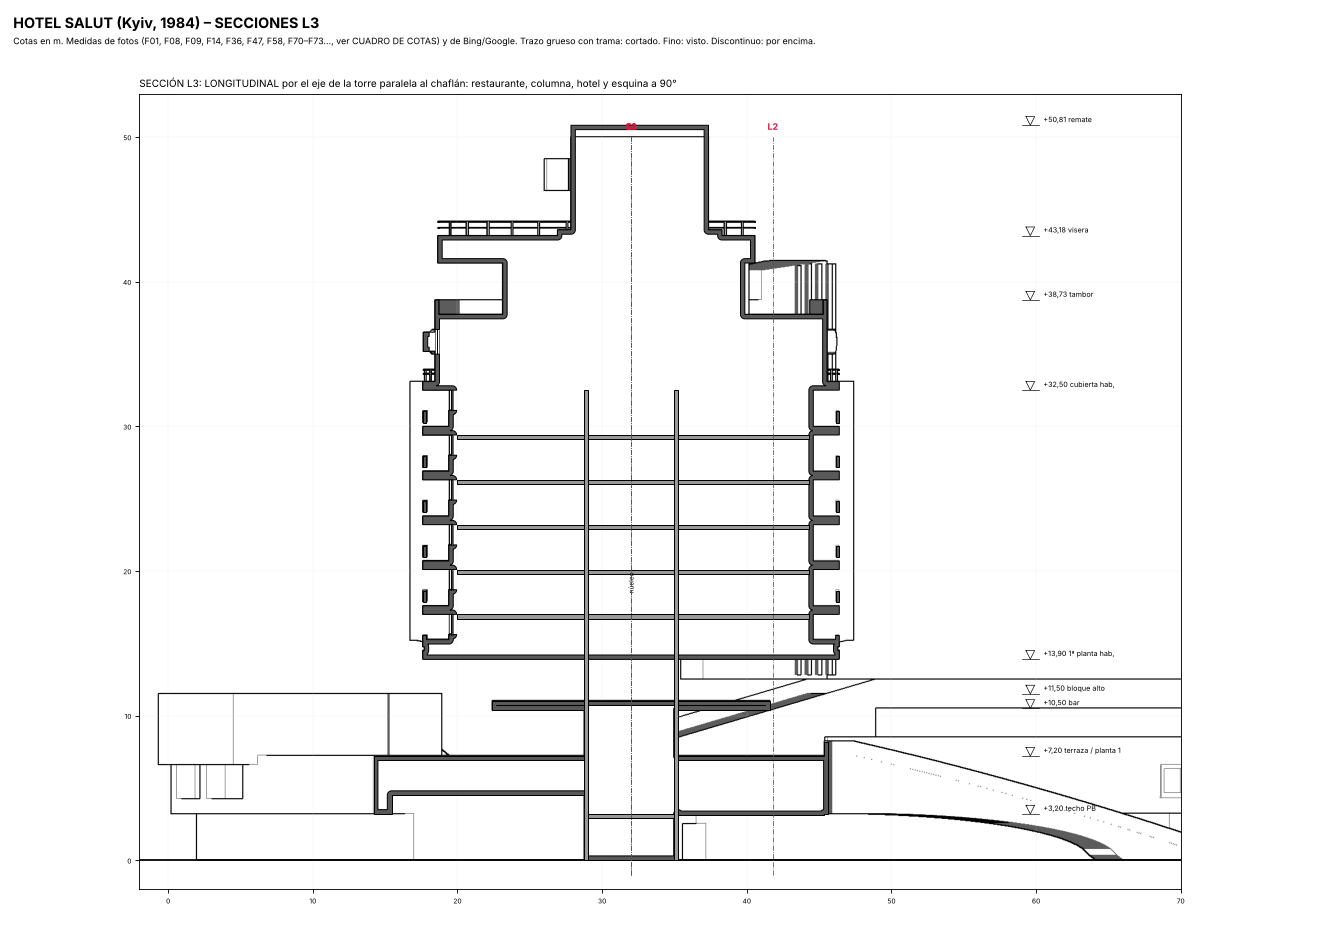 HOTEL SALUT (Kyiv, 1984) – SECCIONES L3
Cotas en m. Medidas de fotos (F01, F08, F09, F14, F36, F47, F58, F70–F73..., ver CUADRO DE COTAS) y de Bing/Google. Trazo grueso con trama: cortado. Fino: visto. Discontinuo: por encima.
SECCIÓN L3: LONGITUDINAL por el eje de la torre paralela al chaflán: restaurante, columna, hotel y esquina a 90°
L2
+50,81 remate
+43,18 visera
+38,73 tambor
+32,50 cubierta hab,
+13,90 1ª planta hab,
+11,50 bloque alto
+10,50 bar
+7,20 terraza / planta 1
+3,20 techo PB
núcleo
50
40
30
20
10
0
0 10 20 30 40 50 60 70